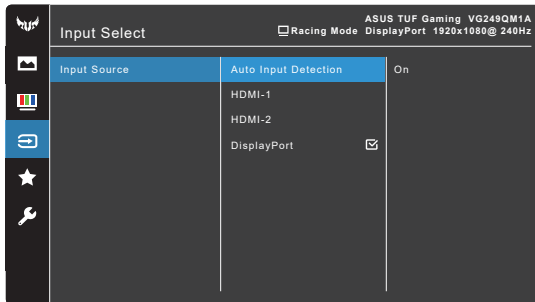 ASUS TUF Gaming VG249QM1A
Input Select
Racing Mode DisplayPort 1920x1080@ 240Hz
Input Source
Auto Input Detection
On
HDMI-1
HDMI-2
DisplayPort